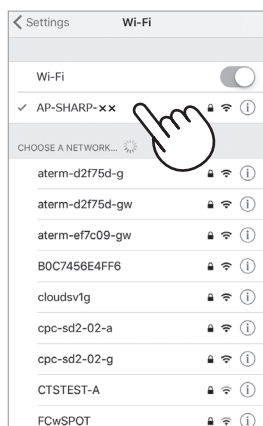 Settings Wi-Fi
Wi-Fi
AP-SHARP-××
CHOOSE A NETWORK...
aterm-d2f75d-g
aterm-d2f75d-gw
aterm-ef7c09-gw
B0C7456E4FF6
cloudsv1g
cpc-sd2-02-a
cpc-sd2-02-g
CTSTEST-A
FCwSPOT